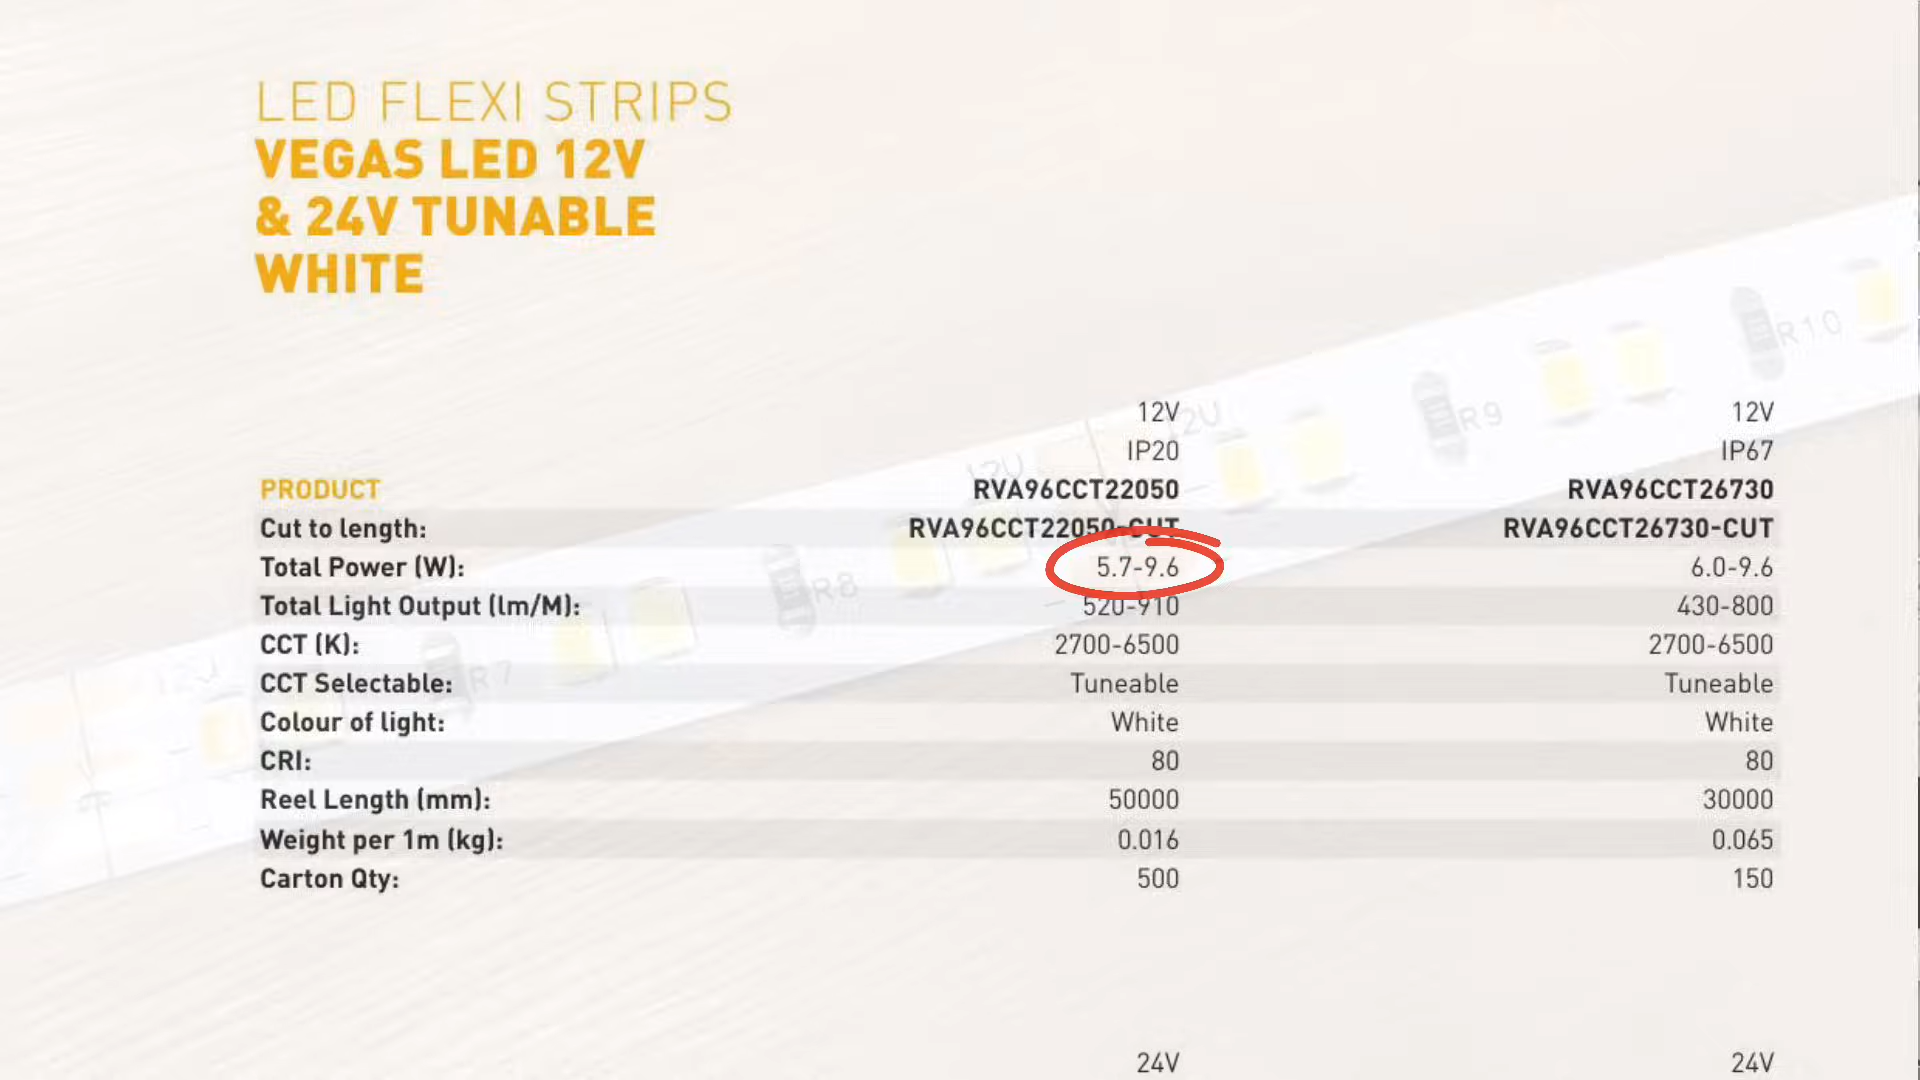 LED FLEXI STRIPS
VEGAS LED 12V
& 24V TUNABLE
WHITE
12V 12V
IP20 IP67
PRODUCT RVA96CCT22050 RVA96CCT26730
Cut to length: RVA96CCT22050-CUT RVA96CCT26730-CUT
Total Power (W): 5.7-9.6 6.0-9.6
Total Light Output (lm/M): 520-910 430-800
CCT (K): 2700-6500 2700-6500
CCT Selectable: Tuneable Tuneable
Colour of light: White White
CRI: 80 80
Reel Length (mm): 50000 30000
Weight per 1m (kg): 0.016 0.065
Carton Qty: 500 150
24V 24V
R7
R8
R9
R10